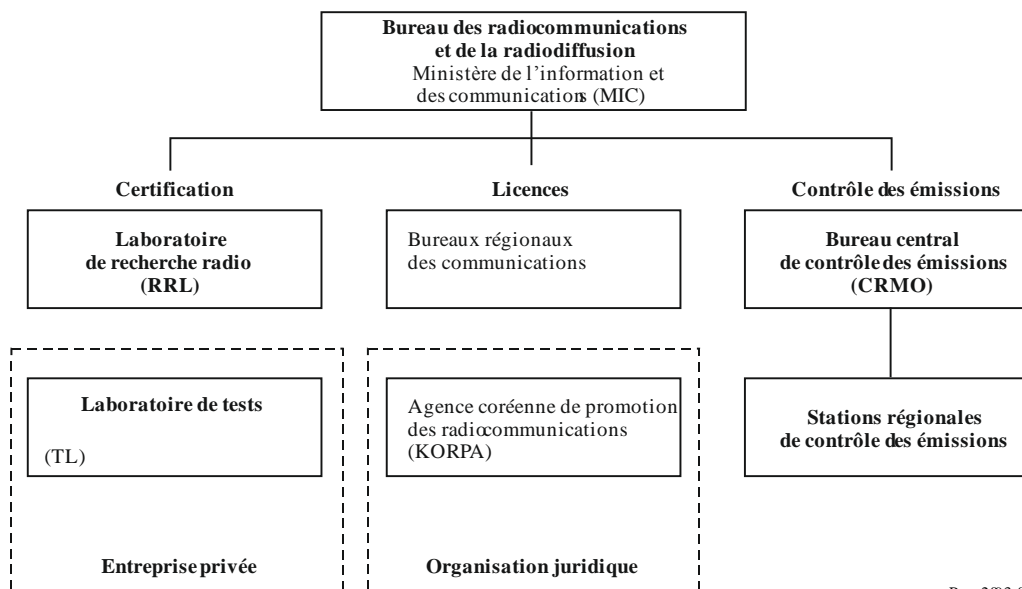 Bureau des radiocommunications
et de la radiodiffusion
Ministère de l'information et
des communications (MIC)
Certification
Licences
Contrôle des émissions
Laboratoire
de recherche radio
(RRL)
Bureaux régionaux
des communications
Bureau central
de contrôle des émissions
(CRMO)
Laboratoire de tests
(TL)
Agence coréenne de promotion
des radiocommunications
(KORPA)
Stations régionales
de contrôle des émissions
Entreprise privée
Organisation juridique